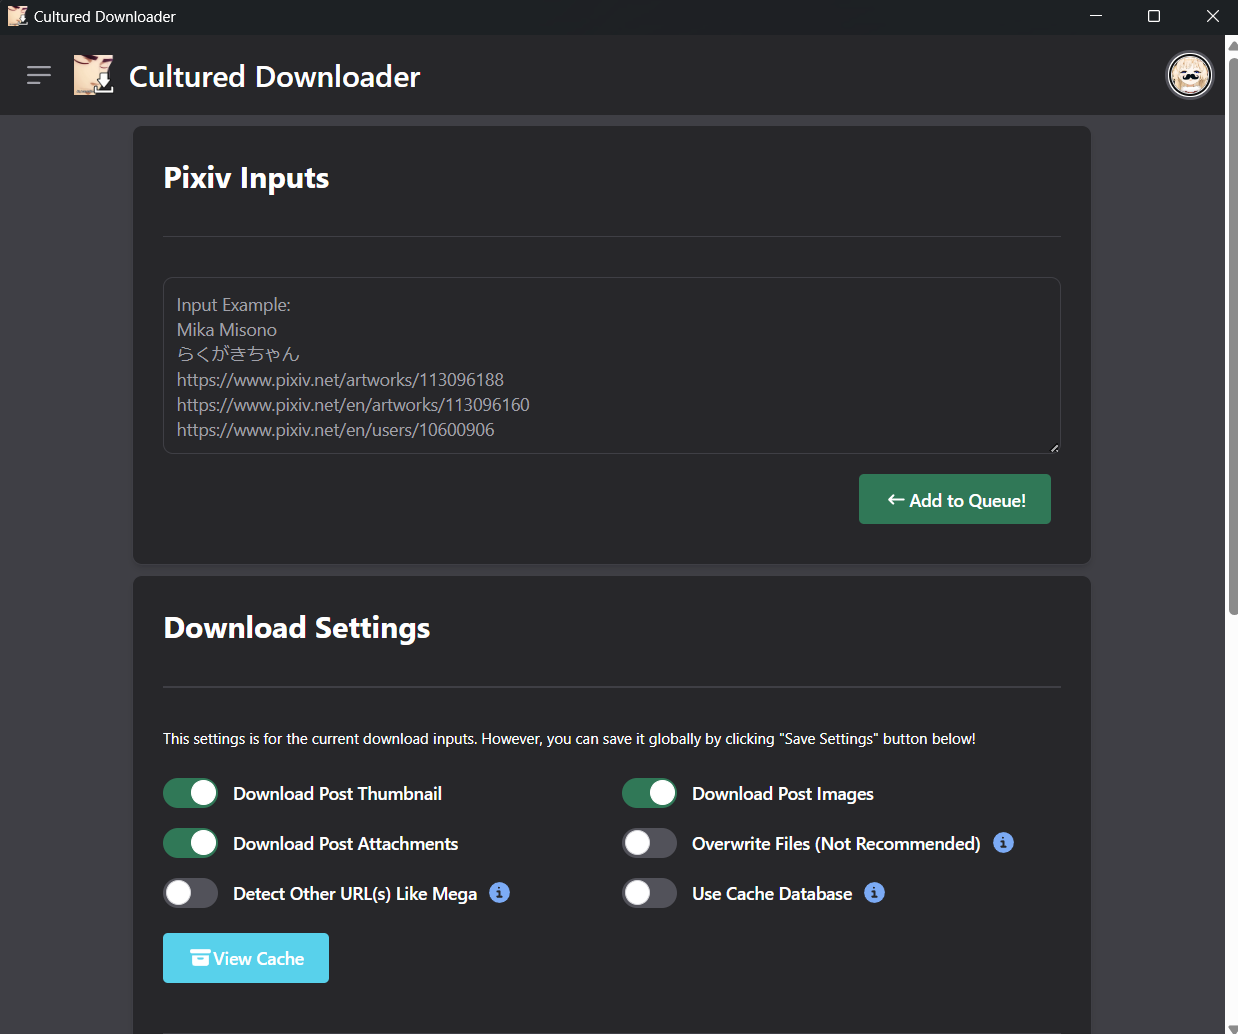 Cultured Downloader
Cultured Downloader
Pixiv Inputs
Input Example:
Mika Misono
らくがきちゃん
https://www.pixiv.net/artworks/113096188
https://www.pixiv.net/en/artworks/113096160
https://www.pixiv.net/en/users/10600906
← Add to Queue!
Download Settings
This settings is for the current download inputs. However, you can save it globally by clicking "Save Settings" button below!
Download Post Thumbnail
Download Post Images
Download Post Attachments
Overwrite Files (Not Recommended)
Detect Other URL(s) Like Mega
Use Cache Database
View Cache